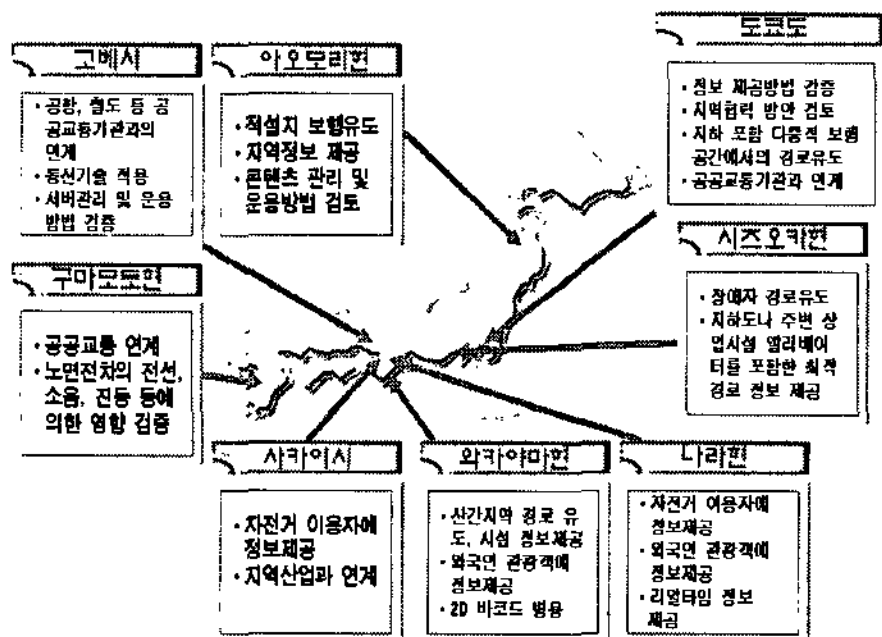 고베시
• 공항, 철도 등 공
공교통기관과의
연계
• 통신기술 적용
• 서버관리 및 운용
방법 검증
아오모리현
• 적설지 보행유도
• 지역정보 제공
• 콘텐츠 관리 및
운용방법 검토
도쿄도
• 정보 제공방법 검증
• 지역협력 방안 검토
• 지하 포함 다층적 보행
공간에서의 경로유도
• 공공교통기관과 연계
구마모토현
• 공공교통 연계
• 노면전차의 전선,
소음, 진동 등에
의한 영향 검증
시즈오카현
• 장애자 경로유도
• 지하도나 주변 상
업시설 엘리베이
터를 포함한 최적
경로 정보 제공
사카이시
• 자전거 이용자에
정보제공
• 지역산업과 연계
와카야마현
• 산간지역 경로 유
도, 시설 정보제공
• 외국인 관광객에
정보제공
• 2D 바코드 병용
나라현
• 자전거 이용자에
정보제공
• 외국인 관광객에
정보제공
• 리얼타임 정보
제공